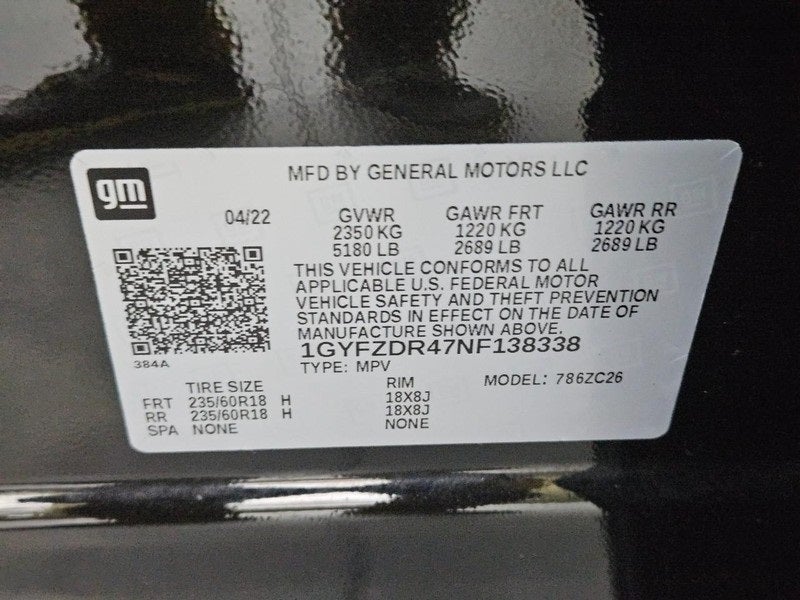 gm
MFD BY GENERAL MOTORS LLC
04/22 GVWR GAWR FRT GAWR RR
2350 KG 1220 KG 1220 KG
5180 LB 2689 LB 2689 LB
THIS VEHICLE CONFORMS TO ALL
APPLICABLE U.S. FEDERAL MOTOR
VEHICLE SAFETY AND THEFT PREVENTION
STANDARDS IN EFFECT ON THE DATE OF
MANUFACTURE SHOWN ABOVE.
1GYFZDR47NF138338
384A
TYPE: MPV
TIRE SIZE RIM MODEL: 786ZC26
FRT 235/60R18 H 18X8J
RR 235/60R18 H 18X8J
SPA NONE NONE